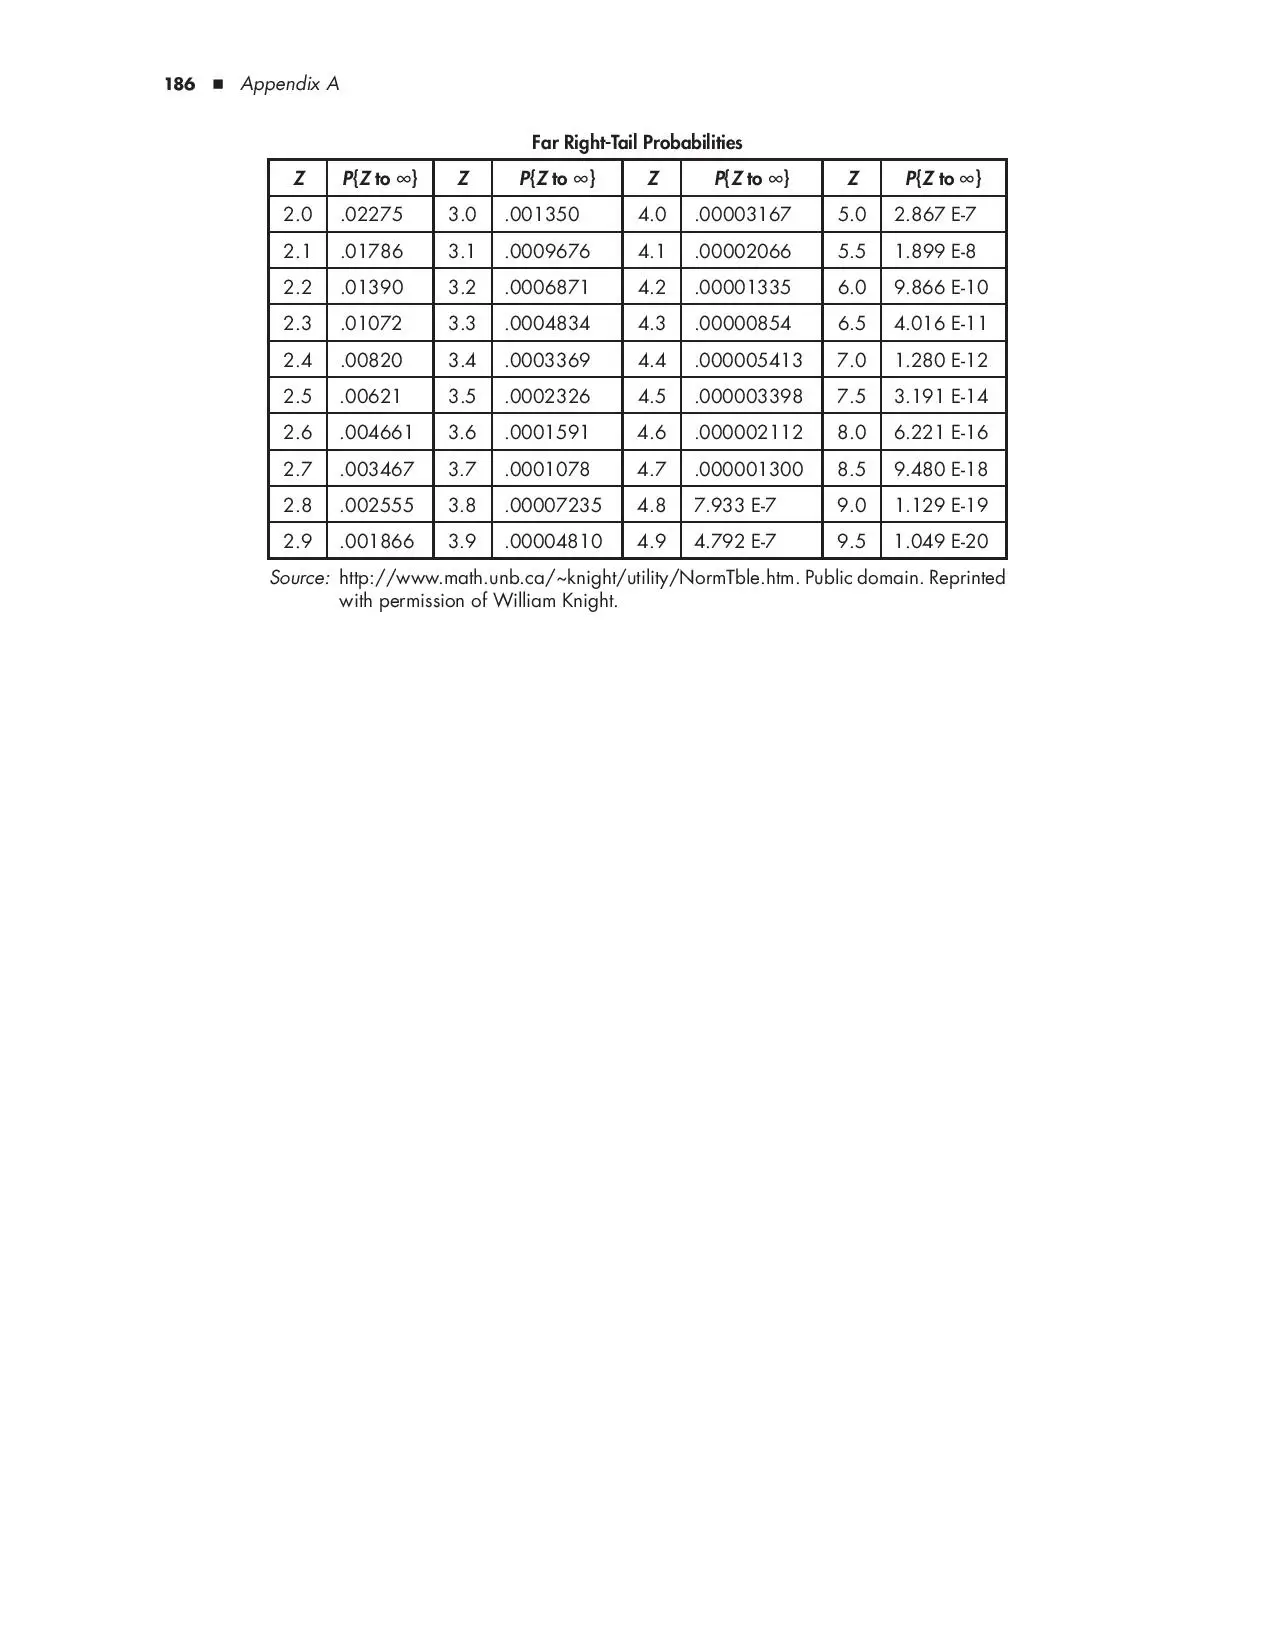 186 ■ Appendix A
Far Right-Tail Probabilities
Z P{Z to ∞} Z P{Z to ∞} Z P{Z to ∞} Z P{Z to ∞}
2.0 .02275 3.0 .001350 4.0 .00003167 5.0 2.867 E-7
2.1 .01786 3.1 .0009676 4.1 .00002066 5.5 1.899 E-8
2.2 .01390 3.2 .0006871 4.2 .00001335 6.0 9.866 E-10
2.3 .01072 3.3 .0004834 4.3 .00000854 6.5 4.016 E-11
2.4 .00820 3.4 .0003369 4.4 .000005413 7.0 1.280 E-12
2.5 .00621 3.5 .0002326 4.5 .000003398 7.5 3.191 E-14
2.6 .004661 3.6 .0001591 4.6 .000002112 8.0 6.221 E-16
2.7 .003467 3.7 .0001078 4.7 .000001300 8.5 9.480 E-18
2.8 .002555 3.8 .00007235 4.8 7.933 E-7 9.0 1.129 E-19
2.9 .001866 3.9 .00004810 4.9 4.792 E-7 9.5 1.049 E-20
Source: http://www.math.unb.ca/~knight/utility/NormTble.htm. Public domain. Reprinted
with permission of William Knight.